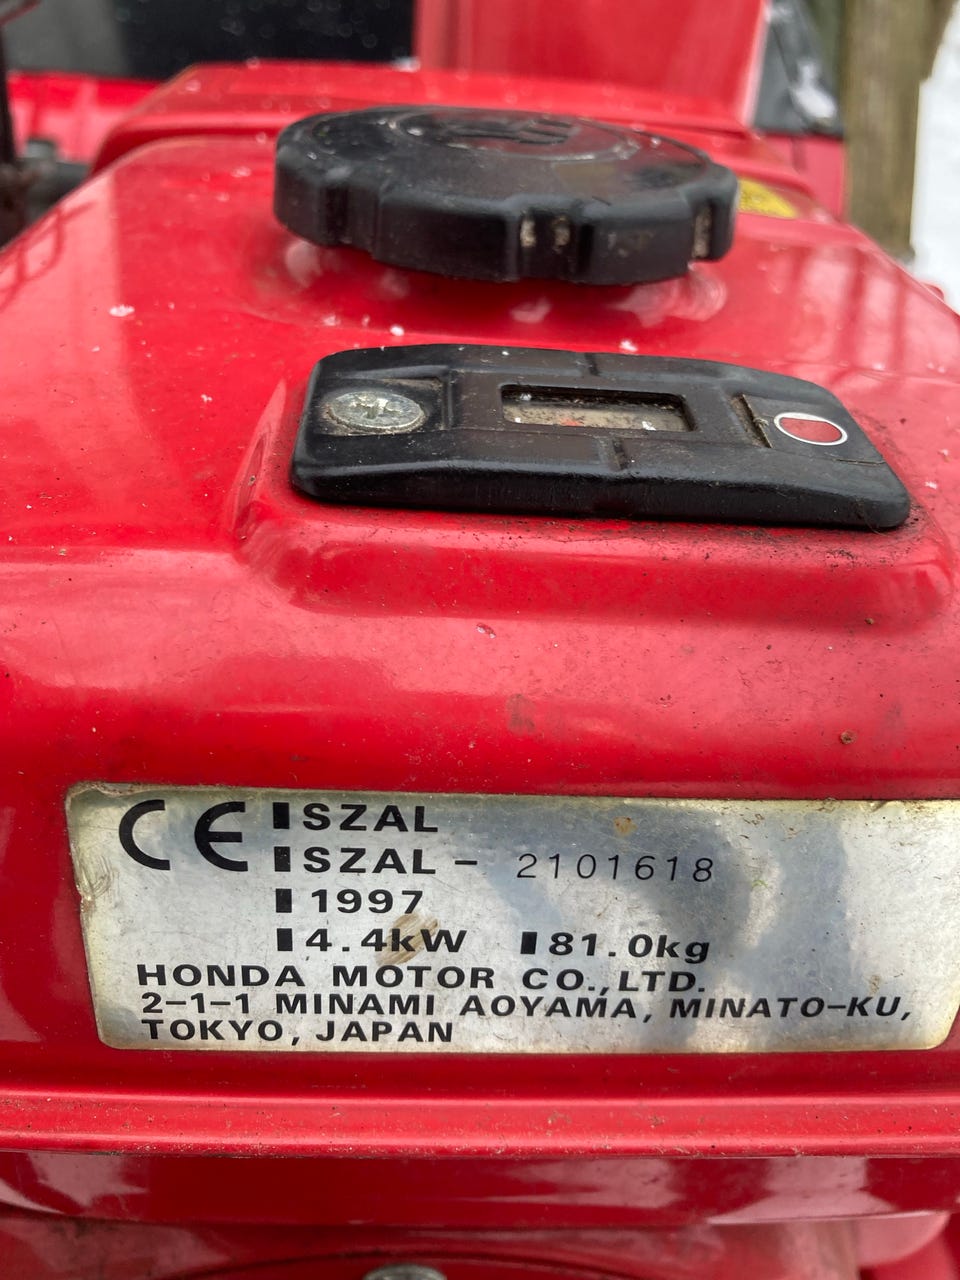 CE SZAL
SZAL - 2101618
1997
4.4kW 81.0kg
HONDA MOTOR CO.,LTD.
2-1-1 MINAMI AOYAMA, MINATO-KU,
TOKYO, JAPAN